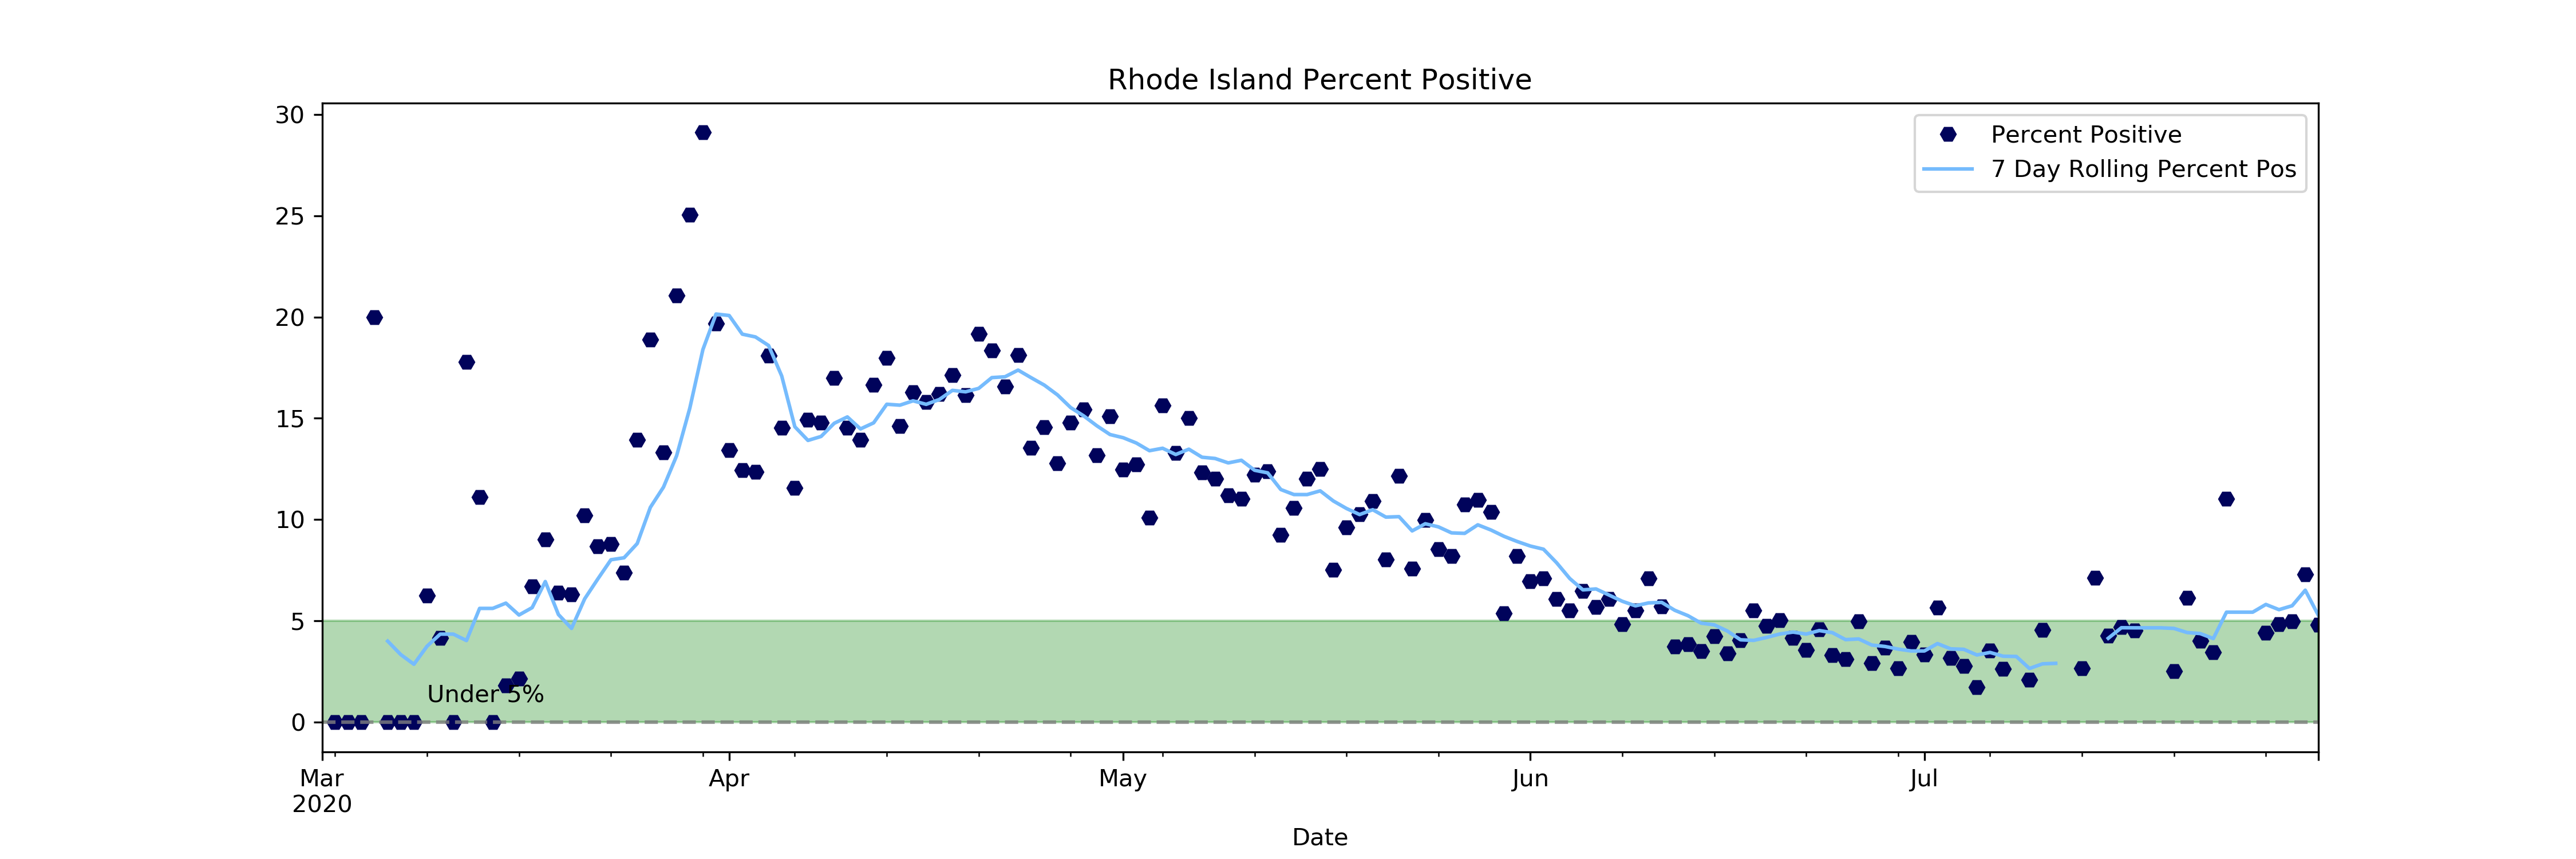 Rhode Island Percent Positive
30
25
20
15
10
5
0
Percent Positive
7 Day Rolling Percent Pos
Under 5%
Mar
2020
Apr
May
Jun
Jul
Date